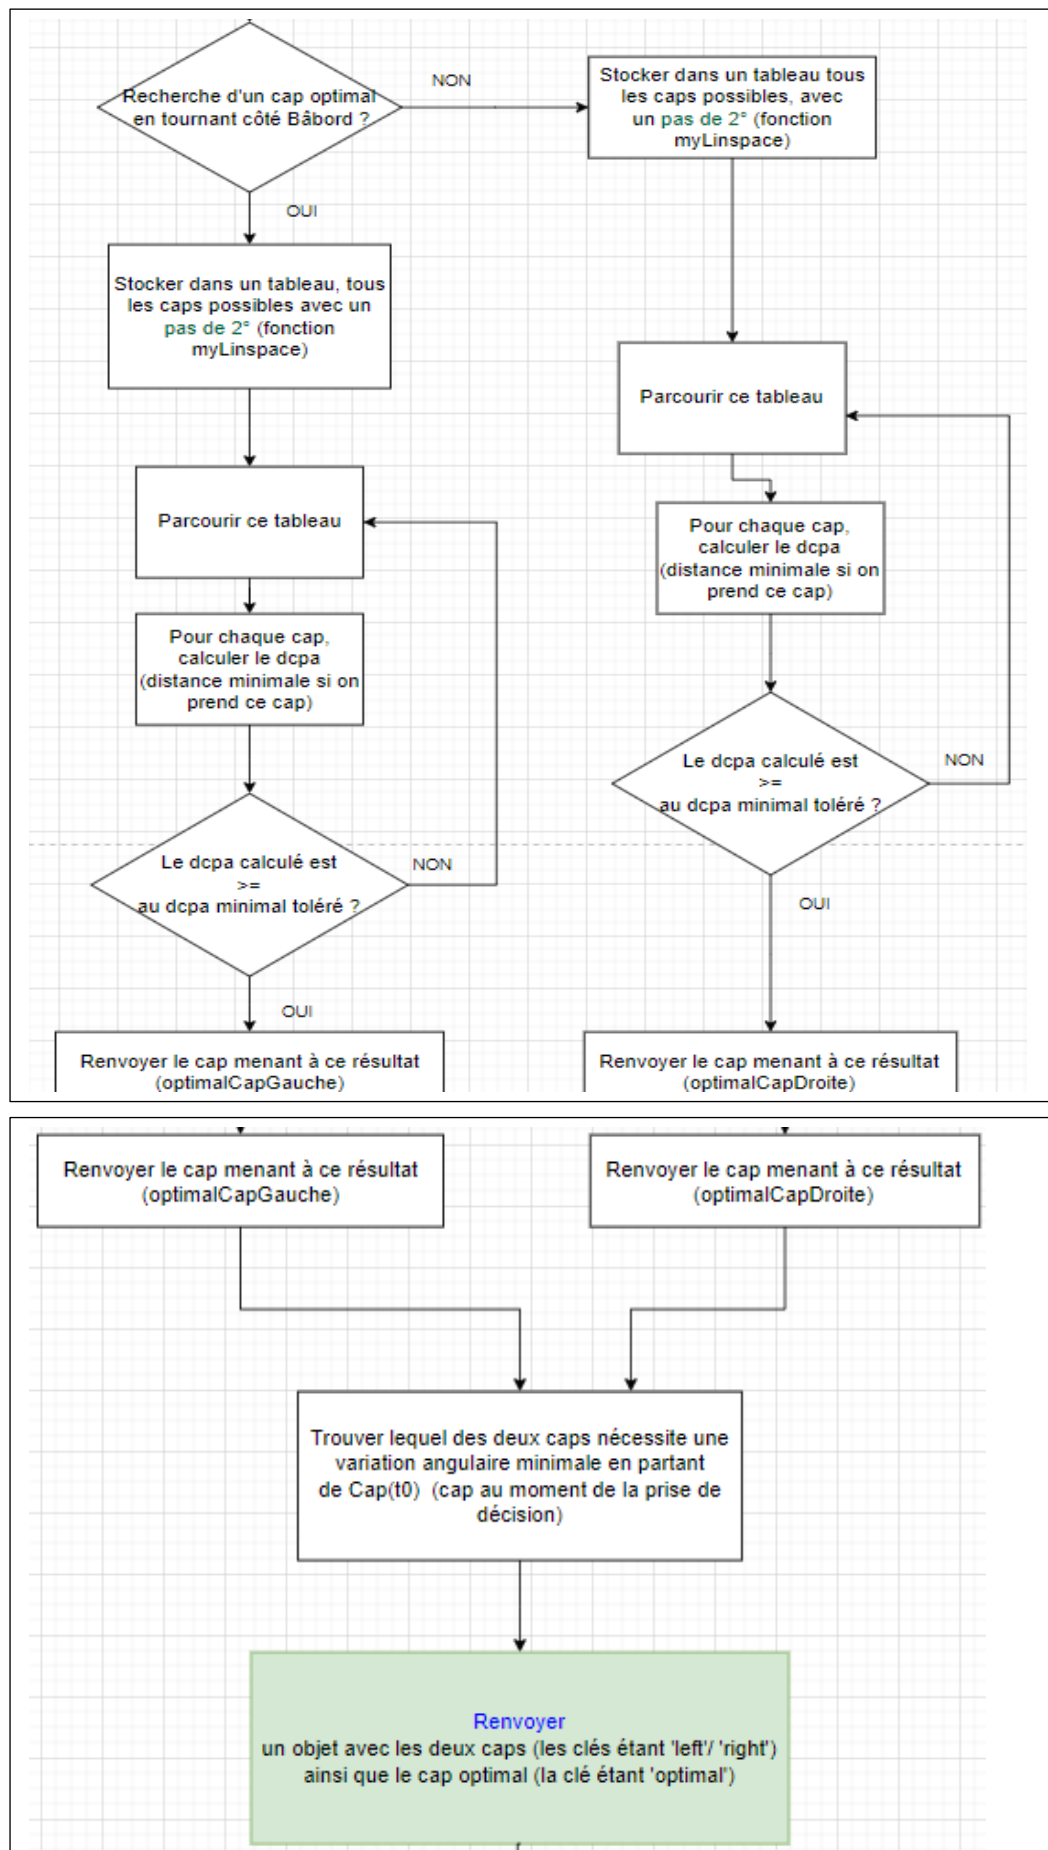 Recherche d'un cap optimal
en tournant côté Bâbord ?
NON
Stocker dans un tableau tous
les caps possibles, avec
un pas de 2° (fonction
myLinspace)
OUI
Stocker dans un tableau, tous
les caps possibles avec un
pas de 2° (fonction
myLinspace)
Parcourir ce tableau
Parcourir ce tableau
Pour chaque cap,
calculer le dcpa
(distance minimale si on
prend ce cap)
Pour chaque cap,
calculer le dcpa
(distance minimale si on
prend ce cap)
Le dcpa calculé est
>=
au dcpa minimal toléré ?
NON
Le dcpa calculé est
>=
au dcpa minimal toléré ?
NON
OUI
OUI
Renvoyer le cap menant à ce résultat
(optimalCapGauche)
Renvoyer le cap menant à ce résultat
(optimalCapDroite)
Renvoyer le cap menant à ce résultat
(optimalCapGauche)
Renvoyer le cap menant à ce résultat
(optimalCapDroite)
Trouver lequel des deux caps nécessite une
variation angulaire minimale en partant
de Cap(t0) (cap au moment de la prise de
décision)
Renvoyer
un objet avec les deux caps (les clés étant 'left'/ 'right')
ainsi que le cap optimal (la clé étant 'optimal')